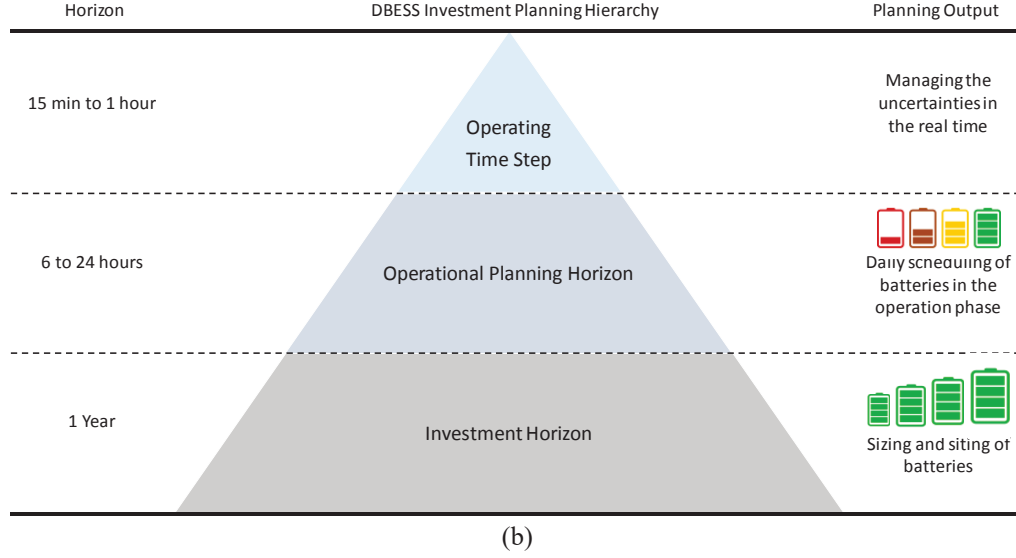 Horizon
DBESS Investment Planning Hierarchy
Planning Output
15 min to 1 hour
Operating
Time Step
Managing the
uncertainties in
the real time
6 to 24 hours
Operational Planning Horizon
Daily scheduling of
batteries in the
operation phase
1 Year
Investment Horizon
Sizing and siting of
batteries
(b)